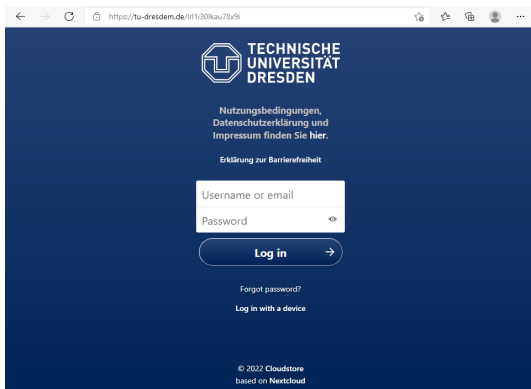 https://tu-dresdem.de/lrl1i30lkau78x9i
TECHNISCHE
UNIVERSITÄT
DRESDEN
Nutzungsbedingungen,
Datenschutzerklärung und
Impressum finden Sie hier.
Erklärung zur Barrierefreiheit
Username or email
Password
Log in
Forgot password?
Log in with a device
© 2022 Cloudstore
based on Nextcloud